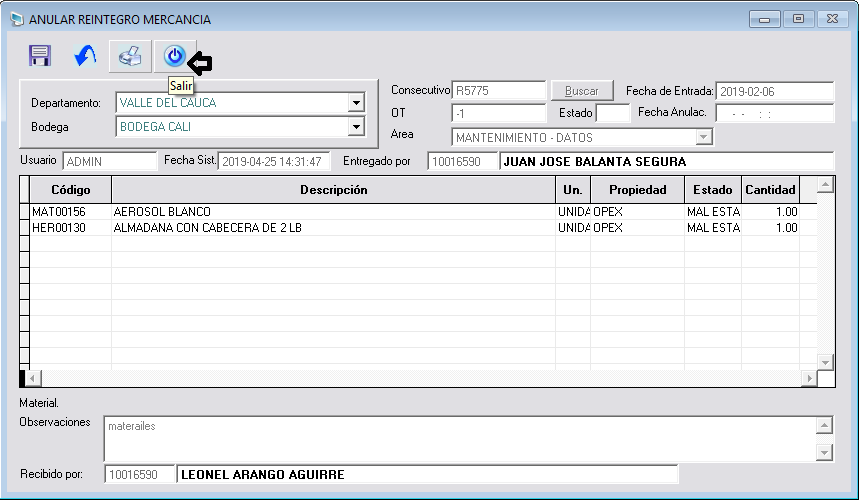 ANULAR REINTEGRO MERCANCIA
Salir
Departamento: VALLE DEL CAUCA
Bodega BODEGA CALI
Consecutivo R5775 Buscar Fecha de Entrada: 2019-02-06
OT -1 Estado Fecha Anulac. - - : :
Area MANTENIMIENTO - DATOS
Usuario ADMIN Fecha Sist. 2019-04-25 14:31:47 Entregado por 10016590 JUAN JOSE BALANTA SEGURA
Código Descripción Un. Propiedad Estado Cantidad
MAT00156 AEROSOL BLANCO UNIDA OPEX MAL ESTA 1.00
HER00130 ALMADANA CON CABECERA DE 2 LB UNIDA OPEX MAL ESTA 1.00
Material.
Observaciones materailes
Recibido por: 10016590 LEONEL ARANGO AGUIRRE